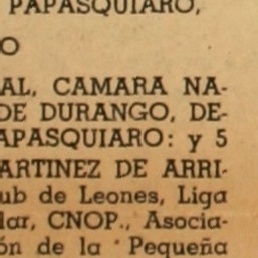 PAPASQUIARO,
O
AL, CAMARA NA-
DE DURANGO, DE-
PAPASQUIARO: y 5
ARTINEZ DE ARRI-
ub de Leones, Liga
lar, CNOP., Asocia-
ón de la Pequeña